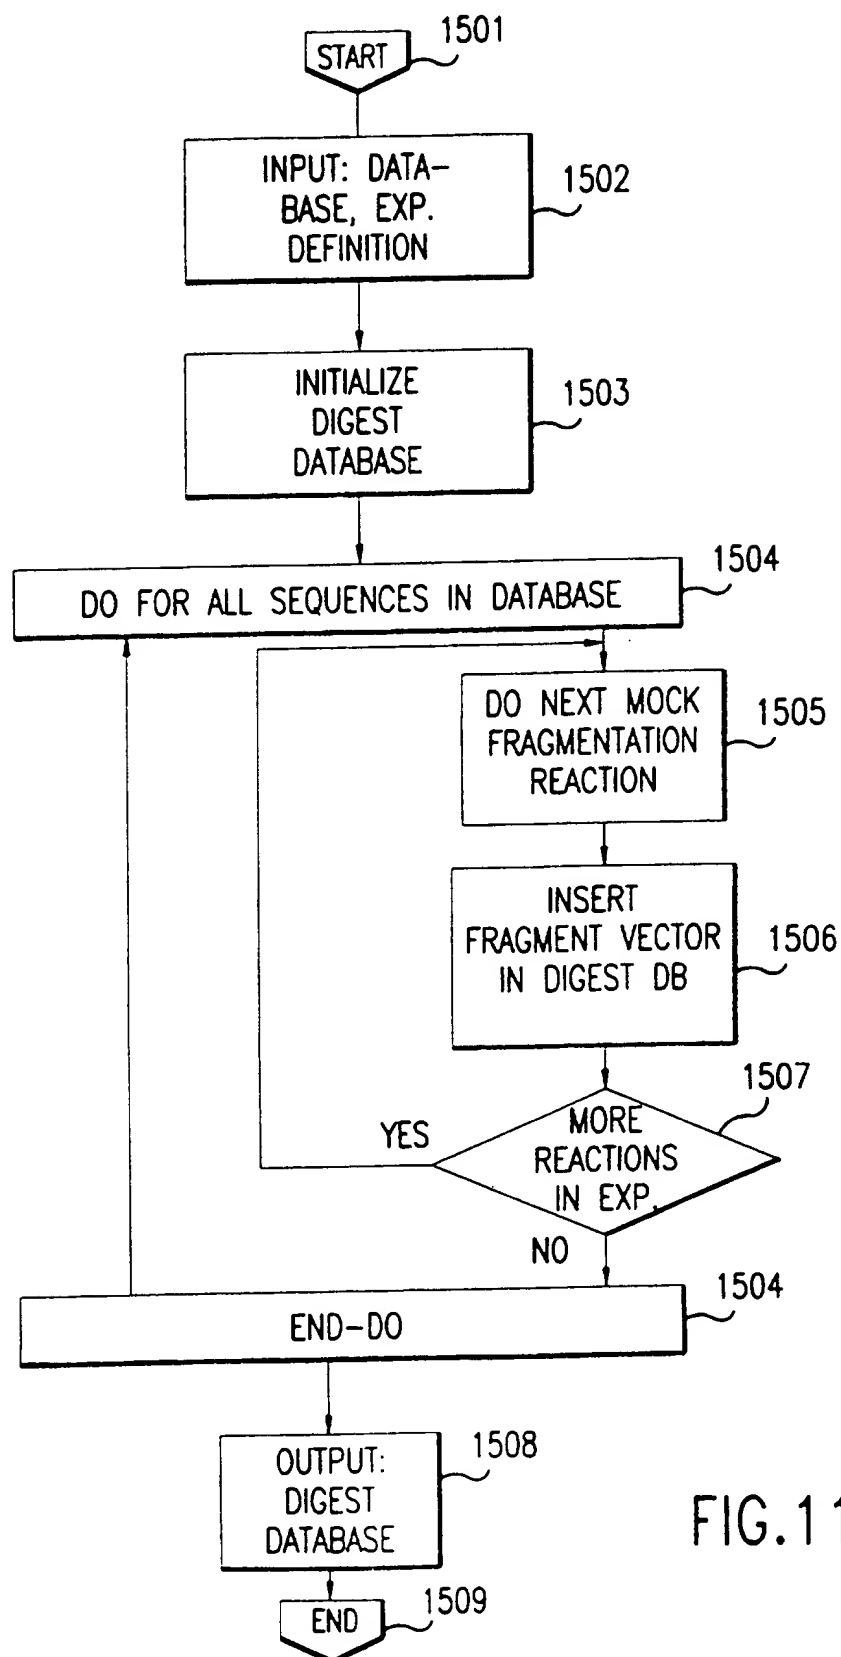 START
1501
INPUT: DATA-
BASE, EXP.
DEFINITION
1502
INITIALIZE
DIGEST
DATABASE
1503
DO FOR ALL SEQUENCES IN DATABASE
1504
DO NEXT MOCK
FRAGMENTATION
REACTION
1505
INSERT
FRAGMENT VECTOR
IN DIGEST DB
1506
MORE
REACTIONS
IN EXP.
1507
YES
NO
END-DO
1504
OUTPUT:
DIGEST
DATABASE
1508
FIG.11
END
1509